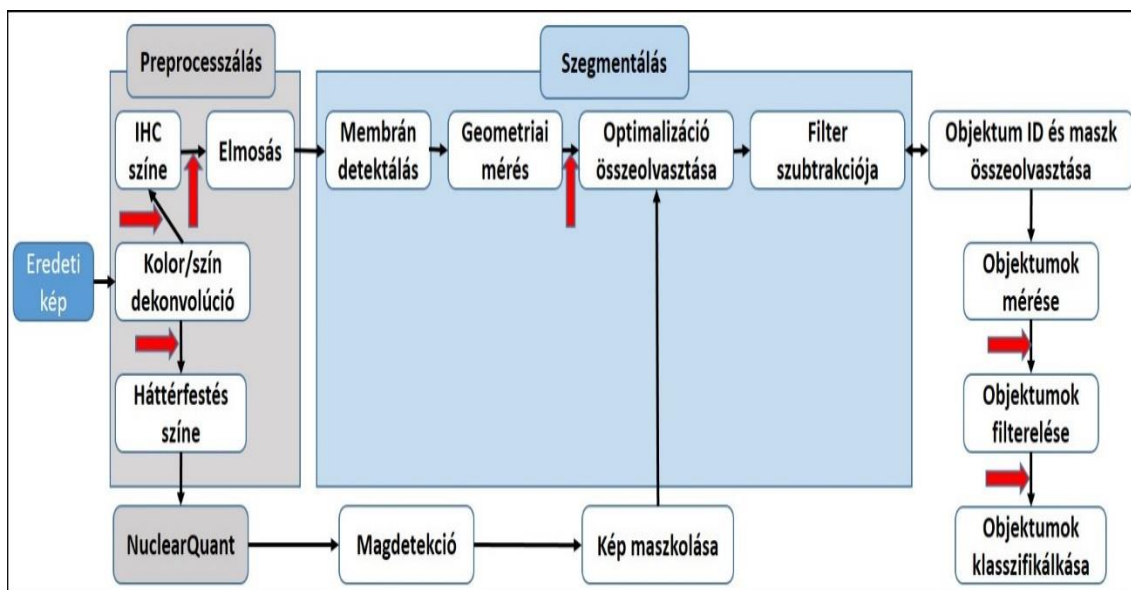 Preprocesszálás
Szegmentálás
IHC
színe
Elmosás
Membrán
detektálás
Geometriai
mérés
Optimalizáció
összeolvasztása
Filter
szubtrakciója
Objektum ID és maszk
összeolvasztása
Eredeti
kép
Kolor/szín
dekonvolúció
Objektumok
mérése
Háttérfestés
színe
Objektumok
filterelése
NuclearQuant
Magdetekció
Kép maszkolása
Objektumok
klasszifikálkása